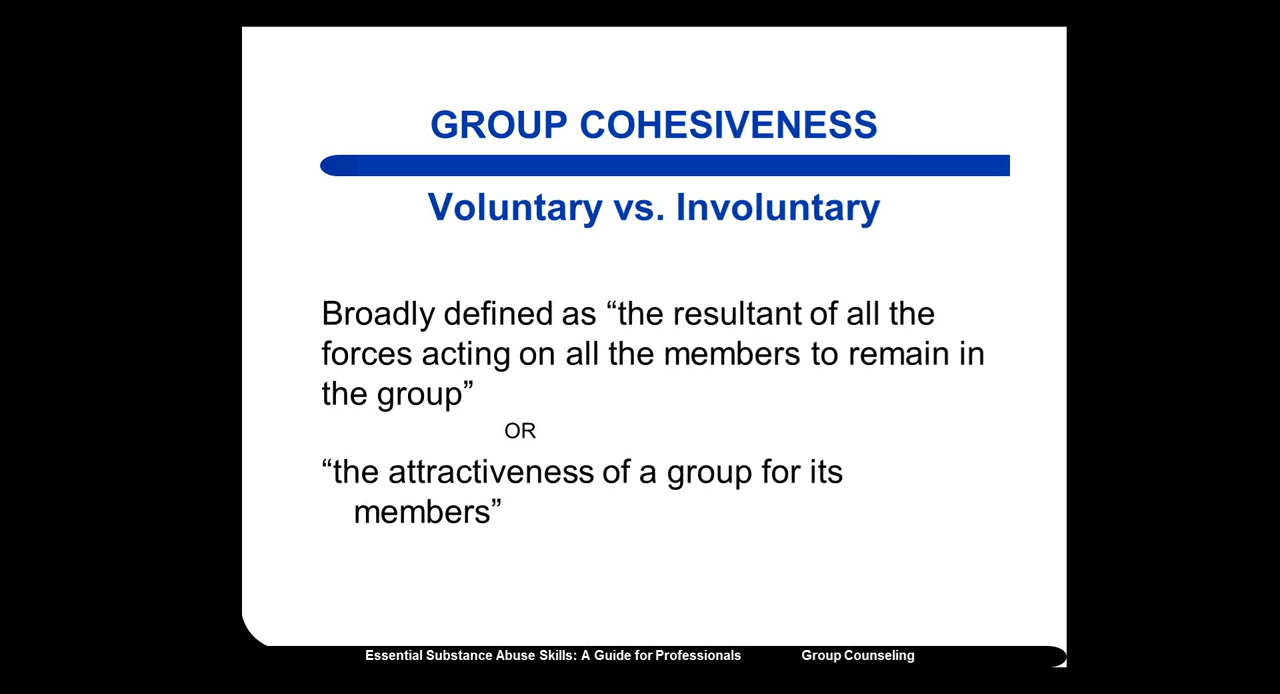 GROUP COHESIVENESS
Voluntary vs. Involuntary
Broadly defined as “the resultant of all the
forces acting on all the members to remain in
the group”
OR
“the attractiveness of a group for its
members”
Essential Substance Abuse Skills: A Guide for Professionals Group Counseling